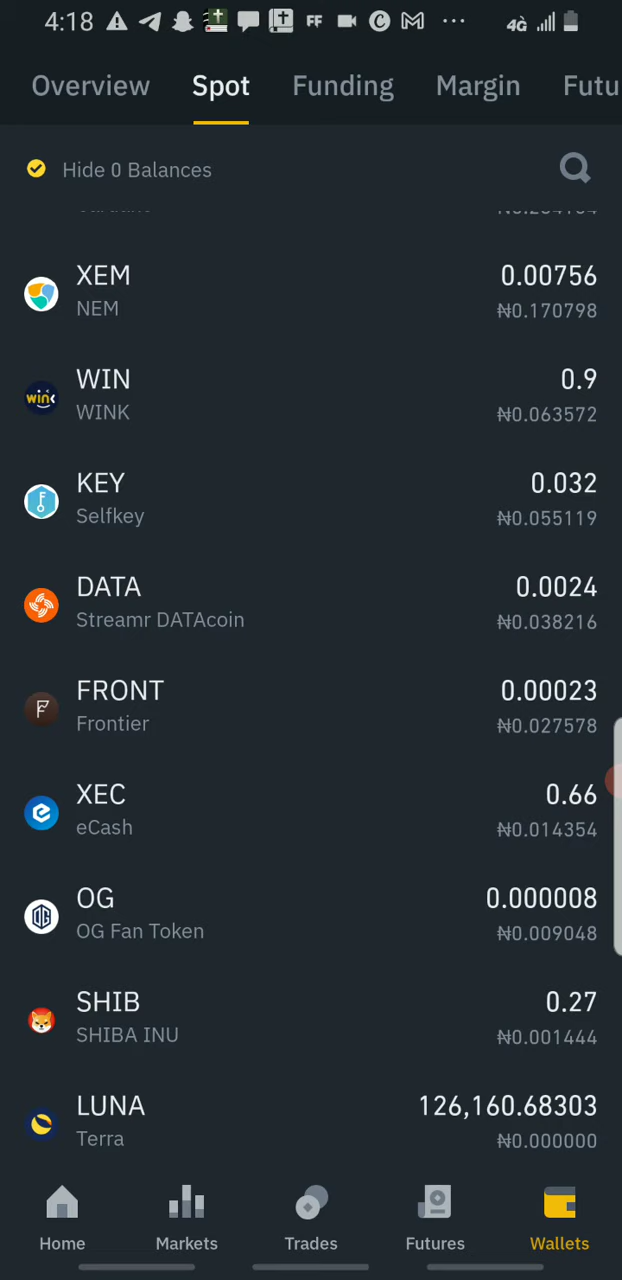 4:18
FF
4G
Overview Spot Funding Margin Futu
Hide 0 Balances
XEM 0.00756
NEM ₦0.170798
WIN 0.9
WINK ₦0.063572
KEY 0.032
Selfkey ₦0.055119
DATA 0.0024
Streamr DATAcoin ₦0.038216
FRONT 0.00023
Frontier ₦0.027578
XEC 0.66
eCash ₦0.014354
OG 0.000008
OG Fan Token ₦0.009048
SHIB 0.27
SHIBA INU ₦0.001444
LUNA 126,160.68303
Terra ₦0.000000
Home Markets Trades Futures Wallets